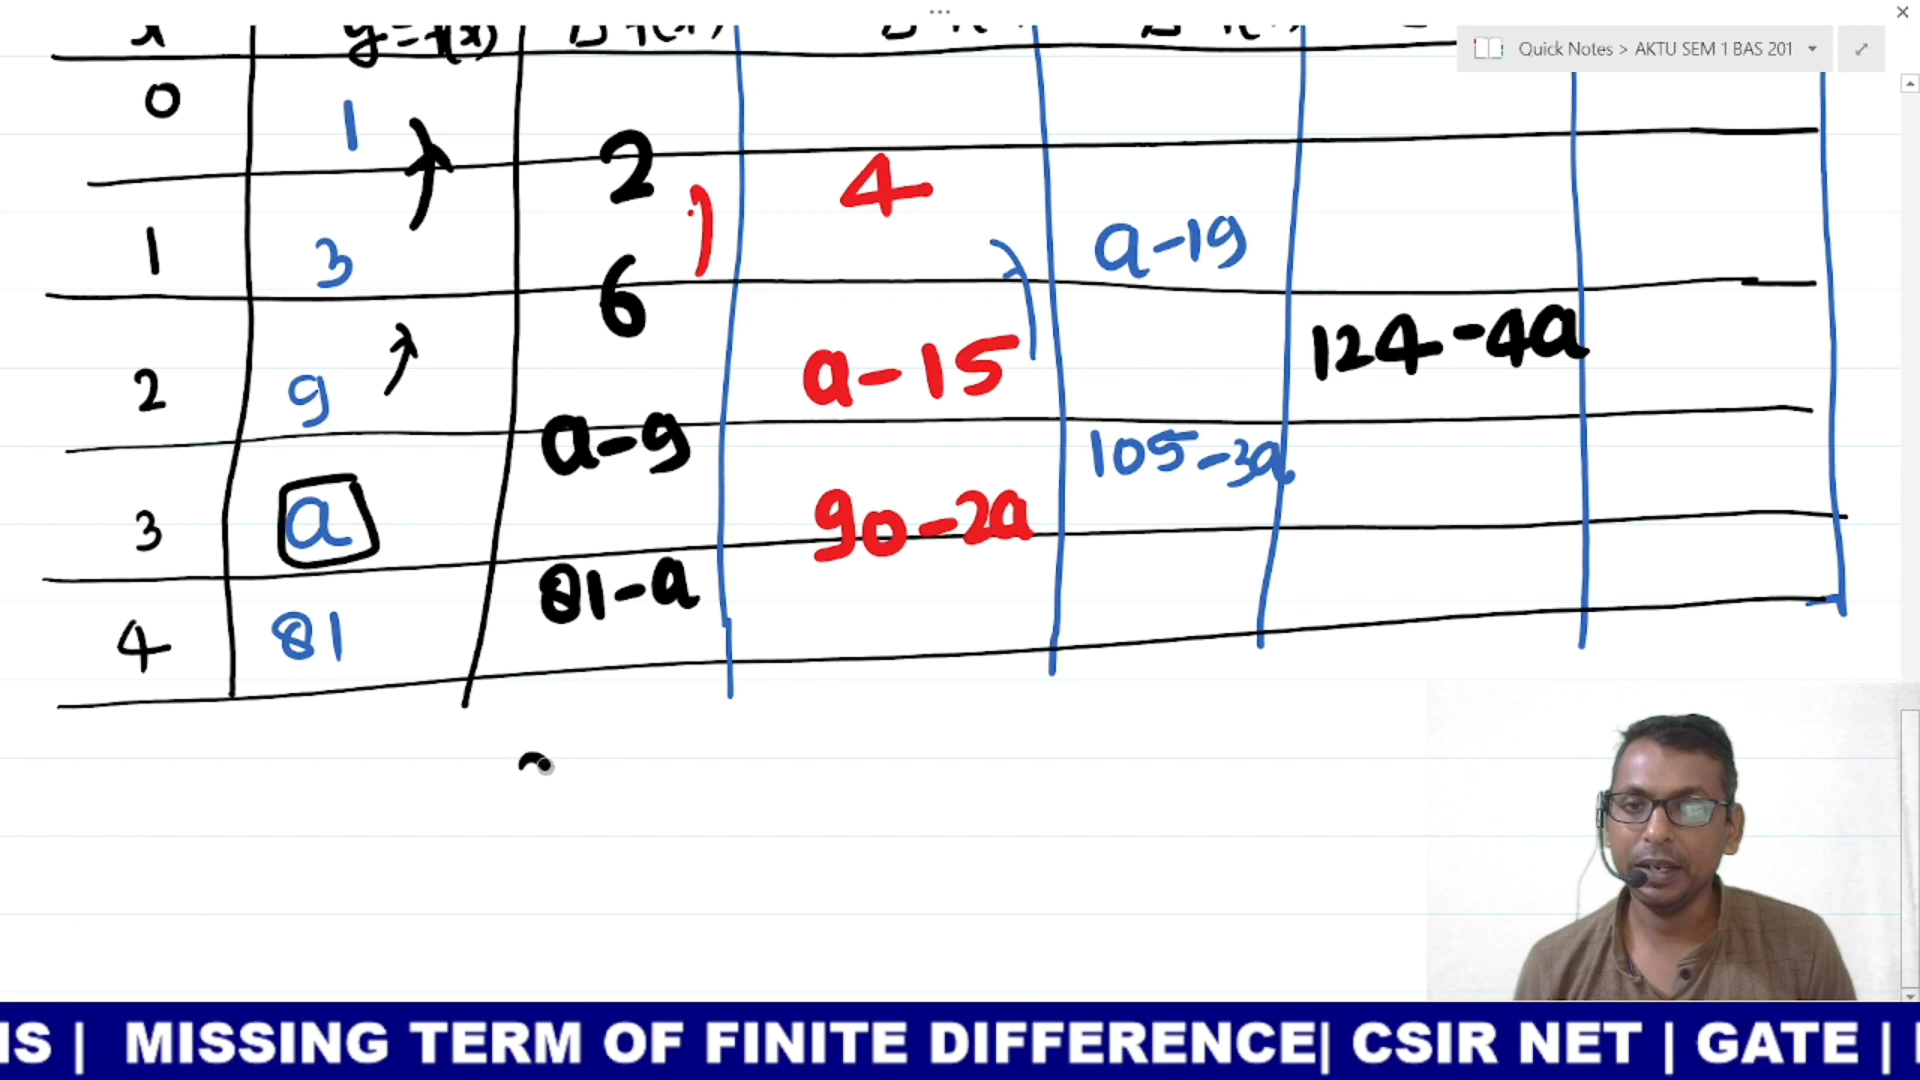 Quick Notes > AKTU SEM 1 BAS 201
x y=f(x)
0 1
2 4
1 3 a-19
6
2 9 a-15 124-4a
a-9 105-3a
3 a 90-2a
81-a
4 81
IS | MISSING TERM OF FINITE DIFFERENCE| CSIR NET | GATE |